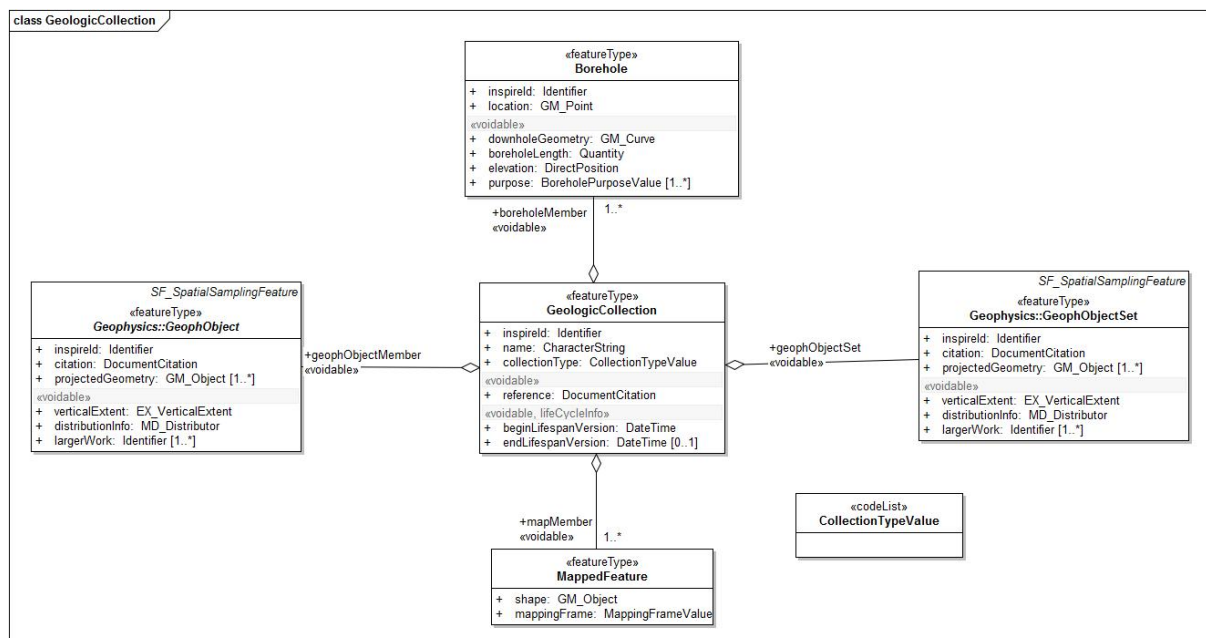 class GeologicCollection
«featureType»
Borehole
+ inspireId: Identifier
+ location: GM_Point
«voidable»
+ downholeGeometry: GM_Curve
+ boreholeLength: Quantity
+ elevation: DirectPosition
+ purpose: BoreholePurposeValue [1..*]
+boreholeMember
«voidable»
1..*
SF_SpatialSamplingFeature
«featureType»
Geophysics::GeophObject
+ inspireId: Identifier
+ citation: DocumentCitation
+ projectedGeometry: GM_Object [1..*]
«voidable»
+ verticalExtent: EX_VerticalExtent
+ distributionInfo: MD_Distributor
+ largerWork: Identifier [1..*]
+geophObjectMember
«voidable»
«featureType»
GeologicCollection
+ inspireId: Identifier
+ name: CharacterString
+ collectionType: CollectionTypeValue
«voidable»
+ reference: DocumentCitation
«voidable, lifeCycleInfo»
+ beginLifespanVersion: DateTime
+ endLifespanVersion: DateTime [0..1]
+geophObjectSet
«voidable»
SF_SpatialSamplingFeature
«featureType»
Geophysics::GeophObjectSet
+ inspireId: Identifier
+ citation: DocumentCitation
+ projectedGeometry: GM_Object [1..*]
«voidable»
+ verticalExtent: EX_VerticalExtent
+ distributionInfo: MD_Distributor
+ largerWork: Identifier [1..*]
+mapMember
«voidable»
1..*
«featureType»
MappedFeature
+ shape: GM_Object
+ mappingFrame: MappingFrameValue
«codeList»
CollectionTypeValue